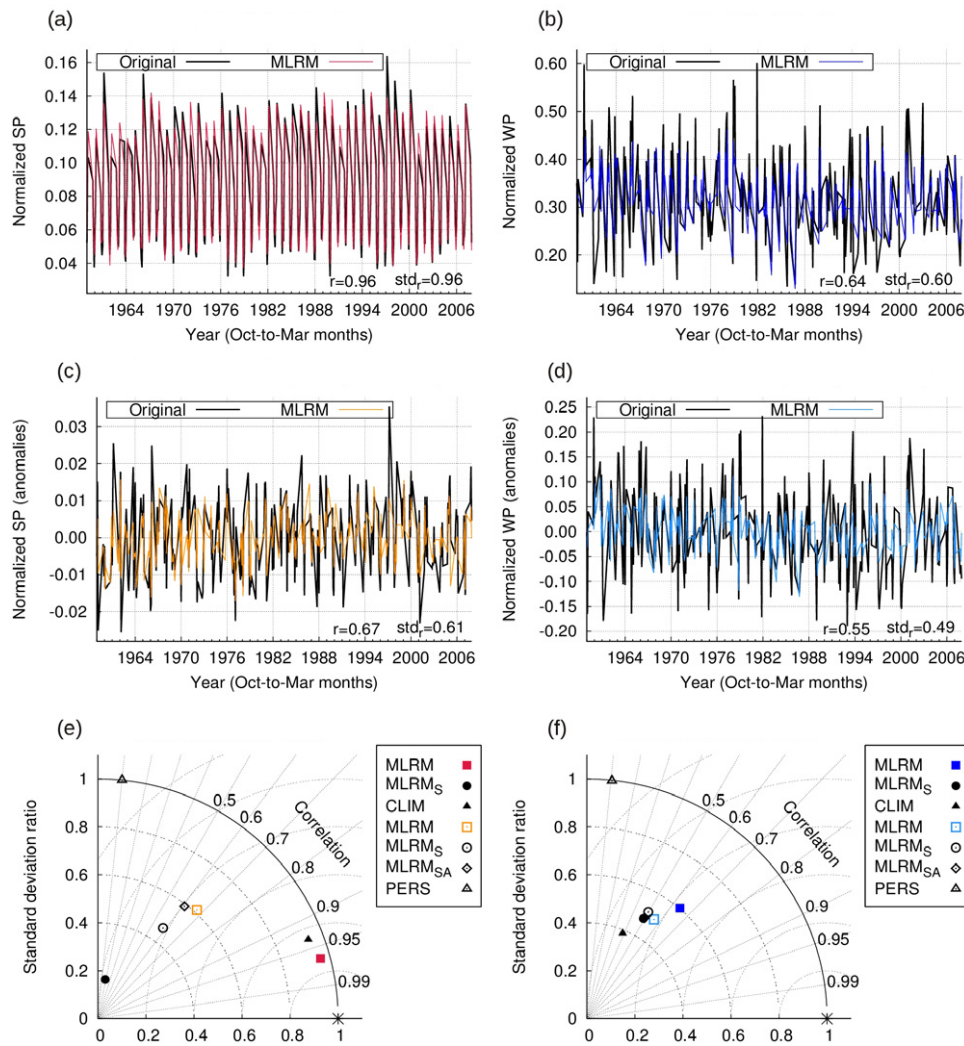 (a)
Original MLRM
Normalized SP
0.16
0.14
0.12
0.10
0.08
0.06
0.04
r=0.96 std_r=0.96
1964 1970 1976 1982 1988 1994 2000 2006
Year (Oct-to-Mar months)
(b)
Original MLRM
Normalized WP
0.60
0.50
0.40
0.30
0.20
r=0.64 std_r=0.60
1964 1970 1976 1982 1988 1994 2000 2006
Year (Oct-to-Mar months)
(c)
Original MLRM
Normalized SP (anomalies)
0.03
0.02
0.01
0.00
-0.01
-0.02
r=0.67 std_r=0.61
1964 1970 1976 1982 1988 1994 2000 2006
Year (Oct-to-Mar months)
(d)
Original MLRM
Normalized WP (anomalies)
0.25
0.20
0.15
0.10
0.05
0.00
-0.05
-0.10
-0.15
-0.20
r=0.55 std_r=0.49
1964 1970 1976 1982 1988 1994 2000 2006
Year (Oct-to-Mar months)
(e)
Standard deviation ratio
1
0.8
0.6
0.4
0.2
0
0 0.2 0.4 0.6 0.8 1
Correlation
0.5
0.6
0.7
0.8
0.9
0.95
0.99
MLRM
MLRM_S
CLIM
MLRM
MLRM_S
MLRM_SA
PERS
(f)
Standard deviation ratio
1
0.8
0.6
0.4
0.2
0
0 0.2 0.4 0.6 0.8 1
Correlation
0.5
0.6
0.7
0.8
0.9
0.95
0.99
MLRM
MLRM_S
CLIM
MLRM
MLRM_S
MLRM_SA
PERS